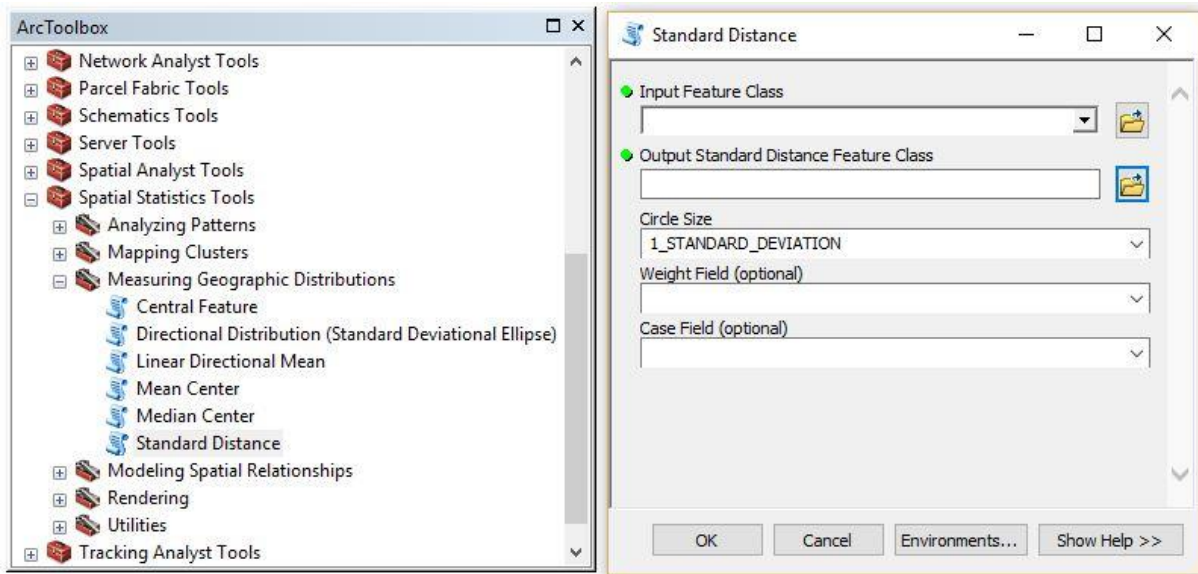 ArcToolbox
Network Analyst Tools
Parcel Fabric Tools
Schematics Tools
Server Tools
Spatial Analyst Tools
Spatial Statistics Tools
Analyzing Patterns
Mapping Clusters
Measuring Geographic Distributions
Central Feature
Directional Distribution (Standard Deviational Ellipse)
Linear Directional Mean
Mean Center
Median Center
Standard Distance
Modeling Spatial Relationships
Rendering
Utilities
Tracking Analyst Tools
Standard Distance
Input Feature Class
Output Standard Distance Feature Class
Circle Size
1_STANDARD_DEVIATION
Weight Field (optional)
Case Field (optional)
OK Cancel Environments... Show Help >>